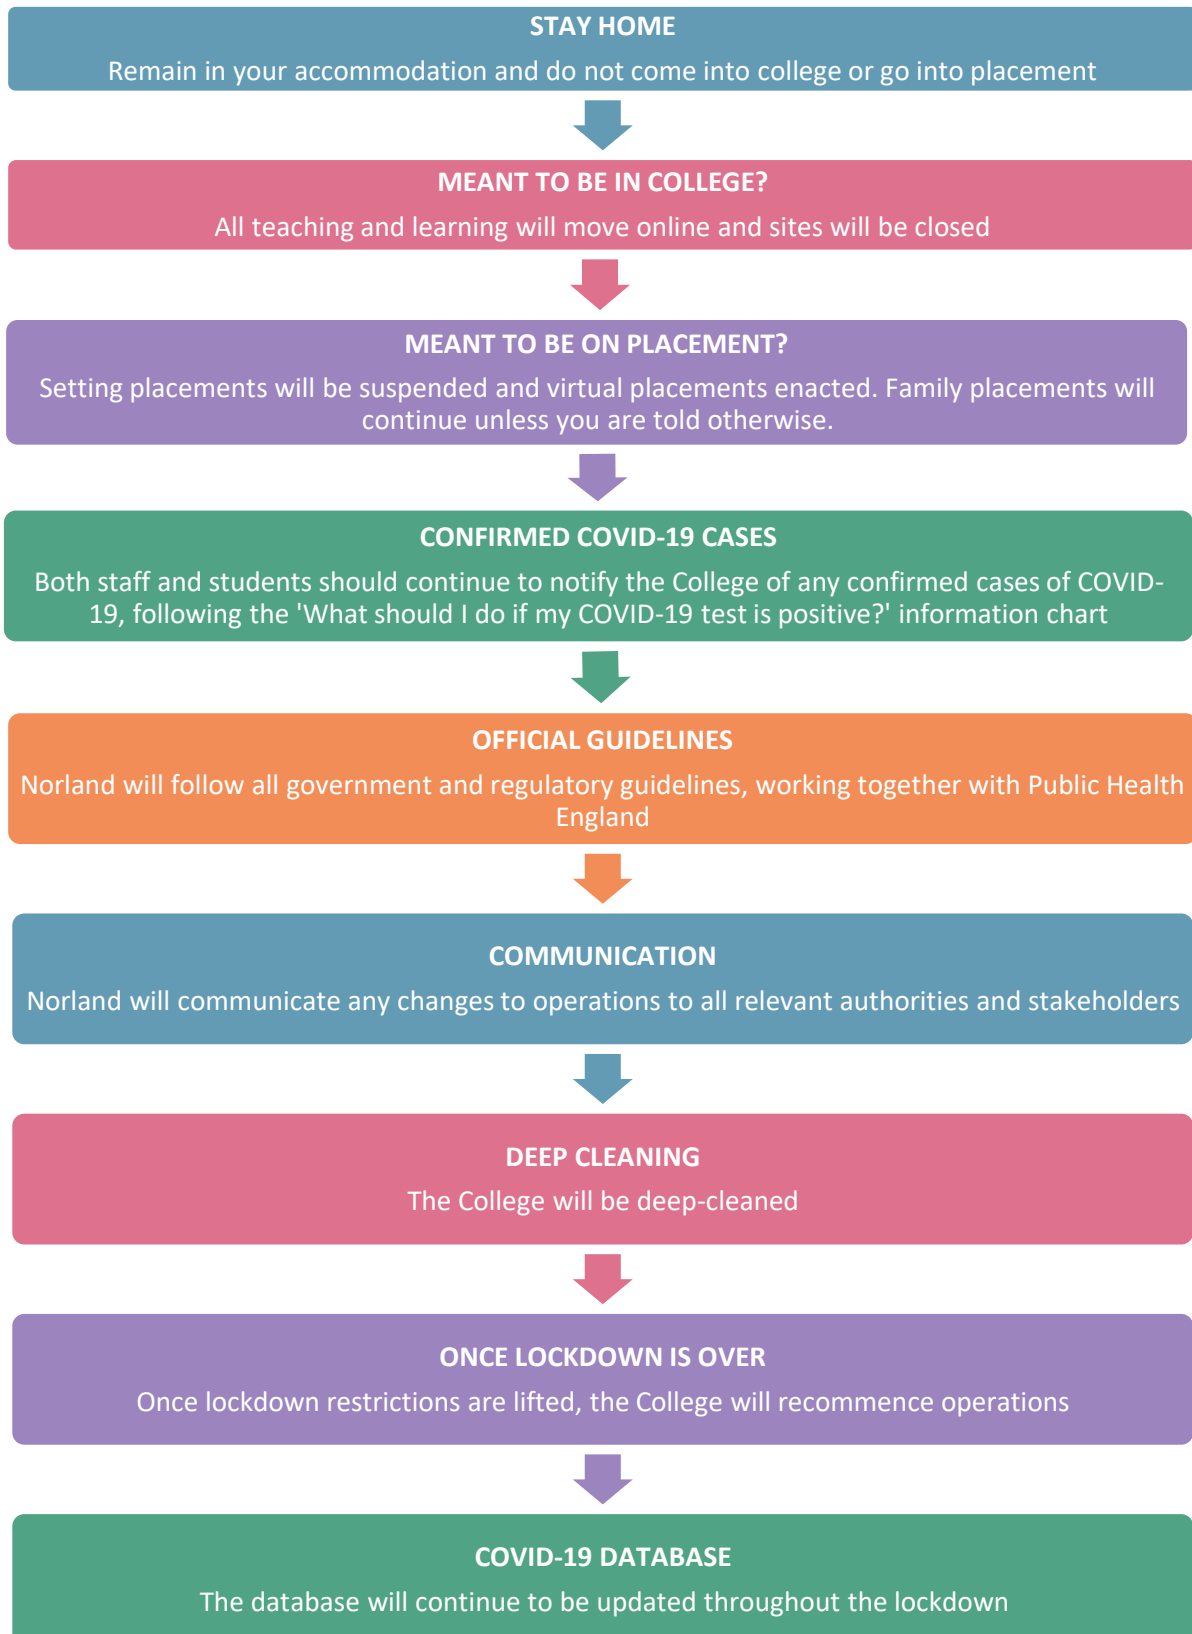 STAY HOME
Remain in your accommodation and do not come into college or go into placement
MEANT TO BE IN COLLEGE?
All teaching and learning will move online and sites will be closed
MEANT TO BE ON PLACEMENT?
Setting placements will be suspended and virtual placements enacted. Family placements will
continue unless you are told otherwise.
CONFIRMED COVID-19 CASES
Both staff and students should continue to notify the College of any confirmed cases of COVID-
19, following the 'What should I do if my COVID-19 test is positive?' information chart
OFFICIAL GUIDELINES
Norland will follow all government and regulatory guidelines, working together with Public Health
England
COMMUNICATION
Norland will communicate any changes to operations to all relevant authorities and stakeholders
DEEP CLEANING
The College will be deep-cleaned
ONCE LOCKDOWN IS OVER
Once lockdown restrictions are lifted, the College will recommence operations
COVID-19 DATABASE
The database will continue to be updated throughout the lockdown